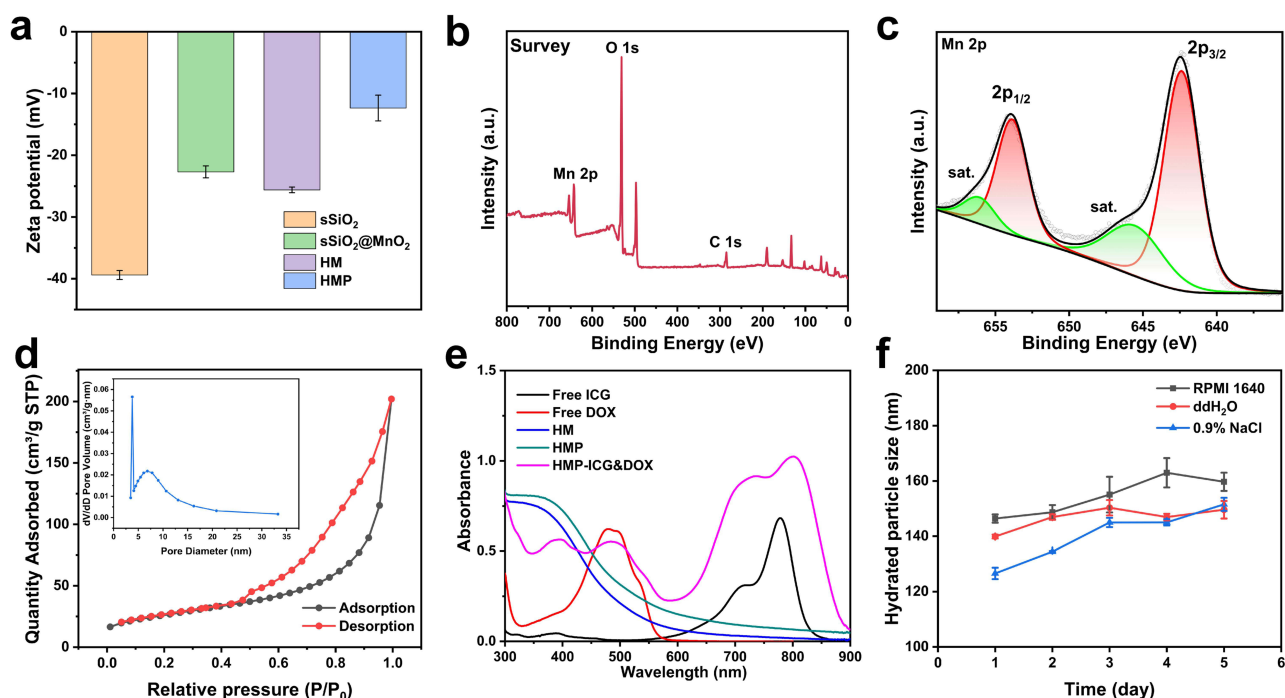 a
Zeta potential (mV)
0
-10
-20
-30
-40
sSiO₂
sSiO₂@MnO₂
HM
HMP
b
Survey
O 1s
Mn 2p
C 1s
Intensity (a.u.)
800 700 600 500 400 300 200 100 0
Binding Energy (eV)
c
Mn 2p
2p₃/₂
2p₁/₂
sat.
sat.
Intensity (a.u.)
655 650 645 640
Binding Energy (eV)
d
Quantity Adsorbed (cm³/g STP)
200
150
100
50
0
0.0 0.2 0.4 0.6 0.8 1.0
Relative pressure (P/P₀)
Adsorption
Desorption
dV/dD Pore Volume (cm³/g·nm)
0.06
0.05
0.04
0.03
0.02
0.01
0.00
0 5 10 15 20 25 30 35
Pore Diameter (nm)
e
Absorbance
1.5
1.0
0.5
0.0
Free ICG
Free DOX
HM
HMP
HMP-ICG&DOX
300 400 500 600 700 800 900
Wavelength (nm)
f
Hydrated particle size (nm)
200
180
160
140
120
100
RPMI 1640
ddH₂O
0.9% NaCl
0 1 2 3 4 5 6
Time (day)